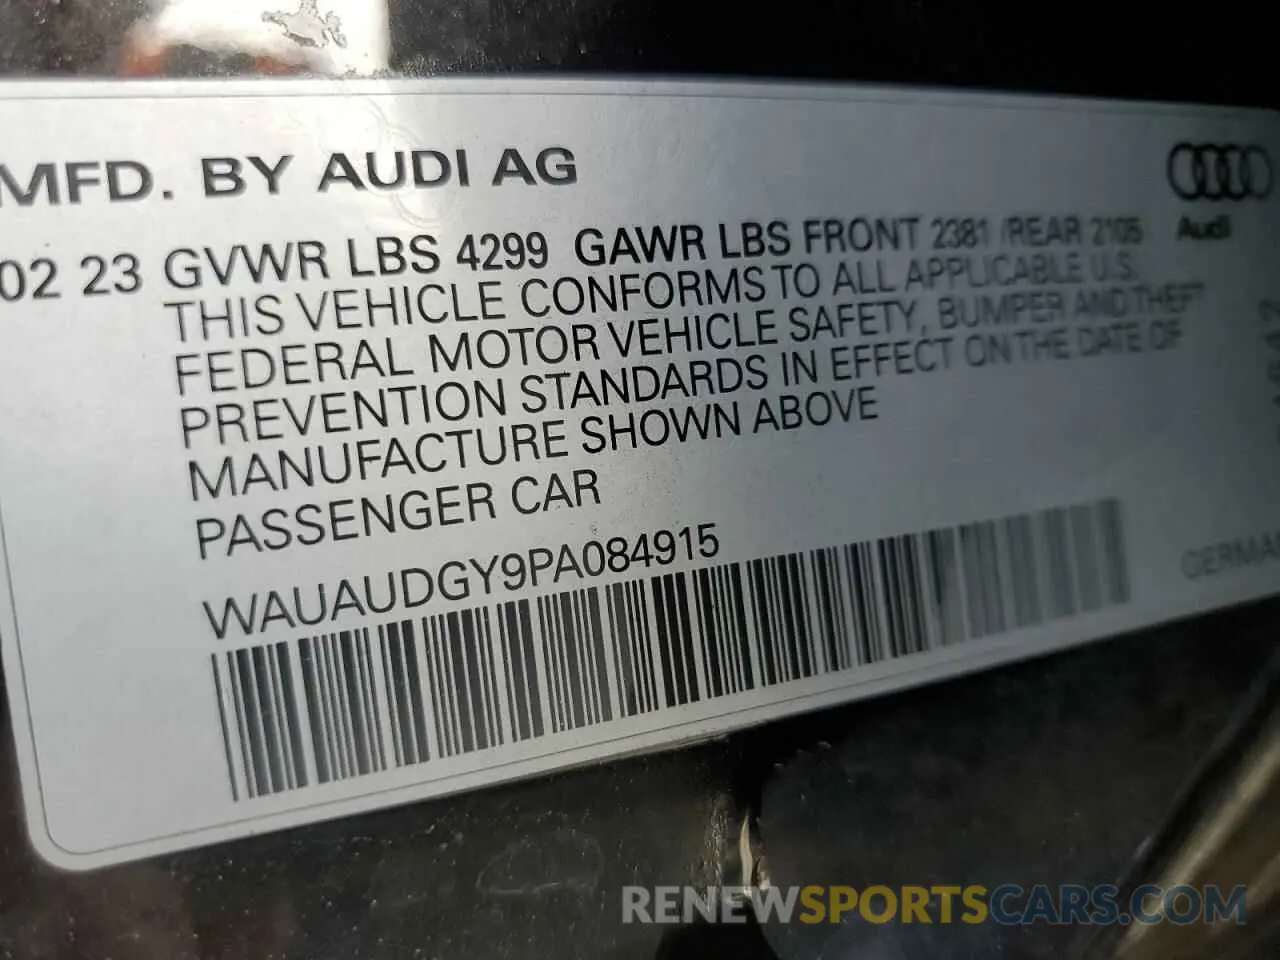 MFD. BY AUDI AG
Audi
02 23 GVWR LBS 4299 GAWR LBS FRONT 2381 /REAR 2105
THIS VEHICLE CONFORMS TO ALL APPLICABLE U.S.
FEDERAL MOTOR VEHICLE SAFETY, BUMPER AND THEFT
PREVENTION STANDARDS IN EFFECT ON THE DATE OF
MANUFACTURE SHOWN ABOVE
PASSENGER CAR
WAUAUDGY9PA084915
RENEWSPORTSCARS.COM